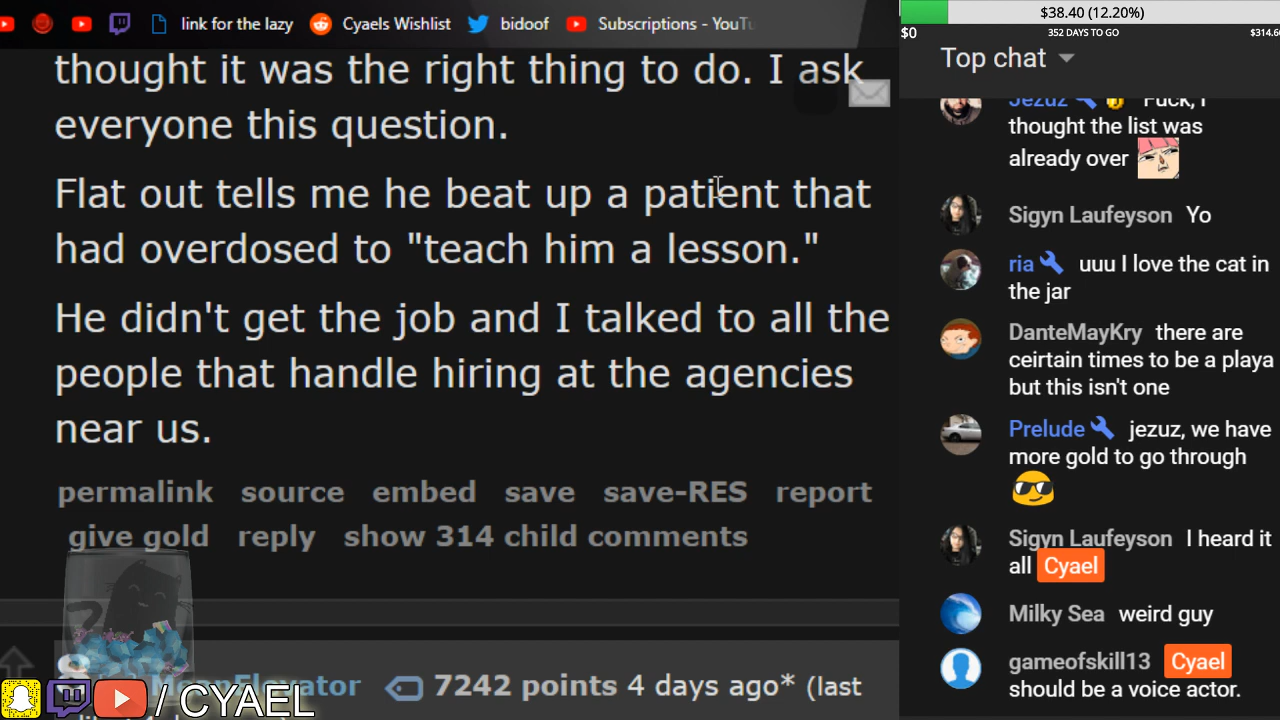 link for the lazy Cyaels Wishlist bidoof Subscriptions - YouTu
thought it was the right thing to do. I ask
everyone this question.
Flat out tells me he beat up a patient that
had overdosed to "teach him a lesson."
He didn't get the job and I talked to all the
people that handle hiring at the agencies
near us.
permalink source embed save save-RES report
give gold reply show 314 child comments
7242 points 4 days ago* (last
/ CYAEL
$38.40 (12.20%)
$0 352 DAYS TO GO $314.6
Top chat
Jezuz Fuck, I
thought the list was
already over
Sigyn Laufeyson Yo
ria uuu I love the cat in
the jar
DanteMayKry there are
ceirtain times to be a playa
but this isn't one
Prelude jezuz, we have
more gold to go through
Sigyn Laufeyson I heard it
all Cyael
Milky Sea weird guy
gameofskill13 Cyael
should be a voice actor.